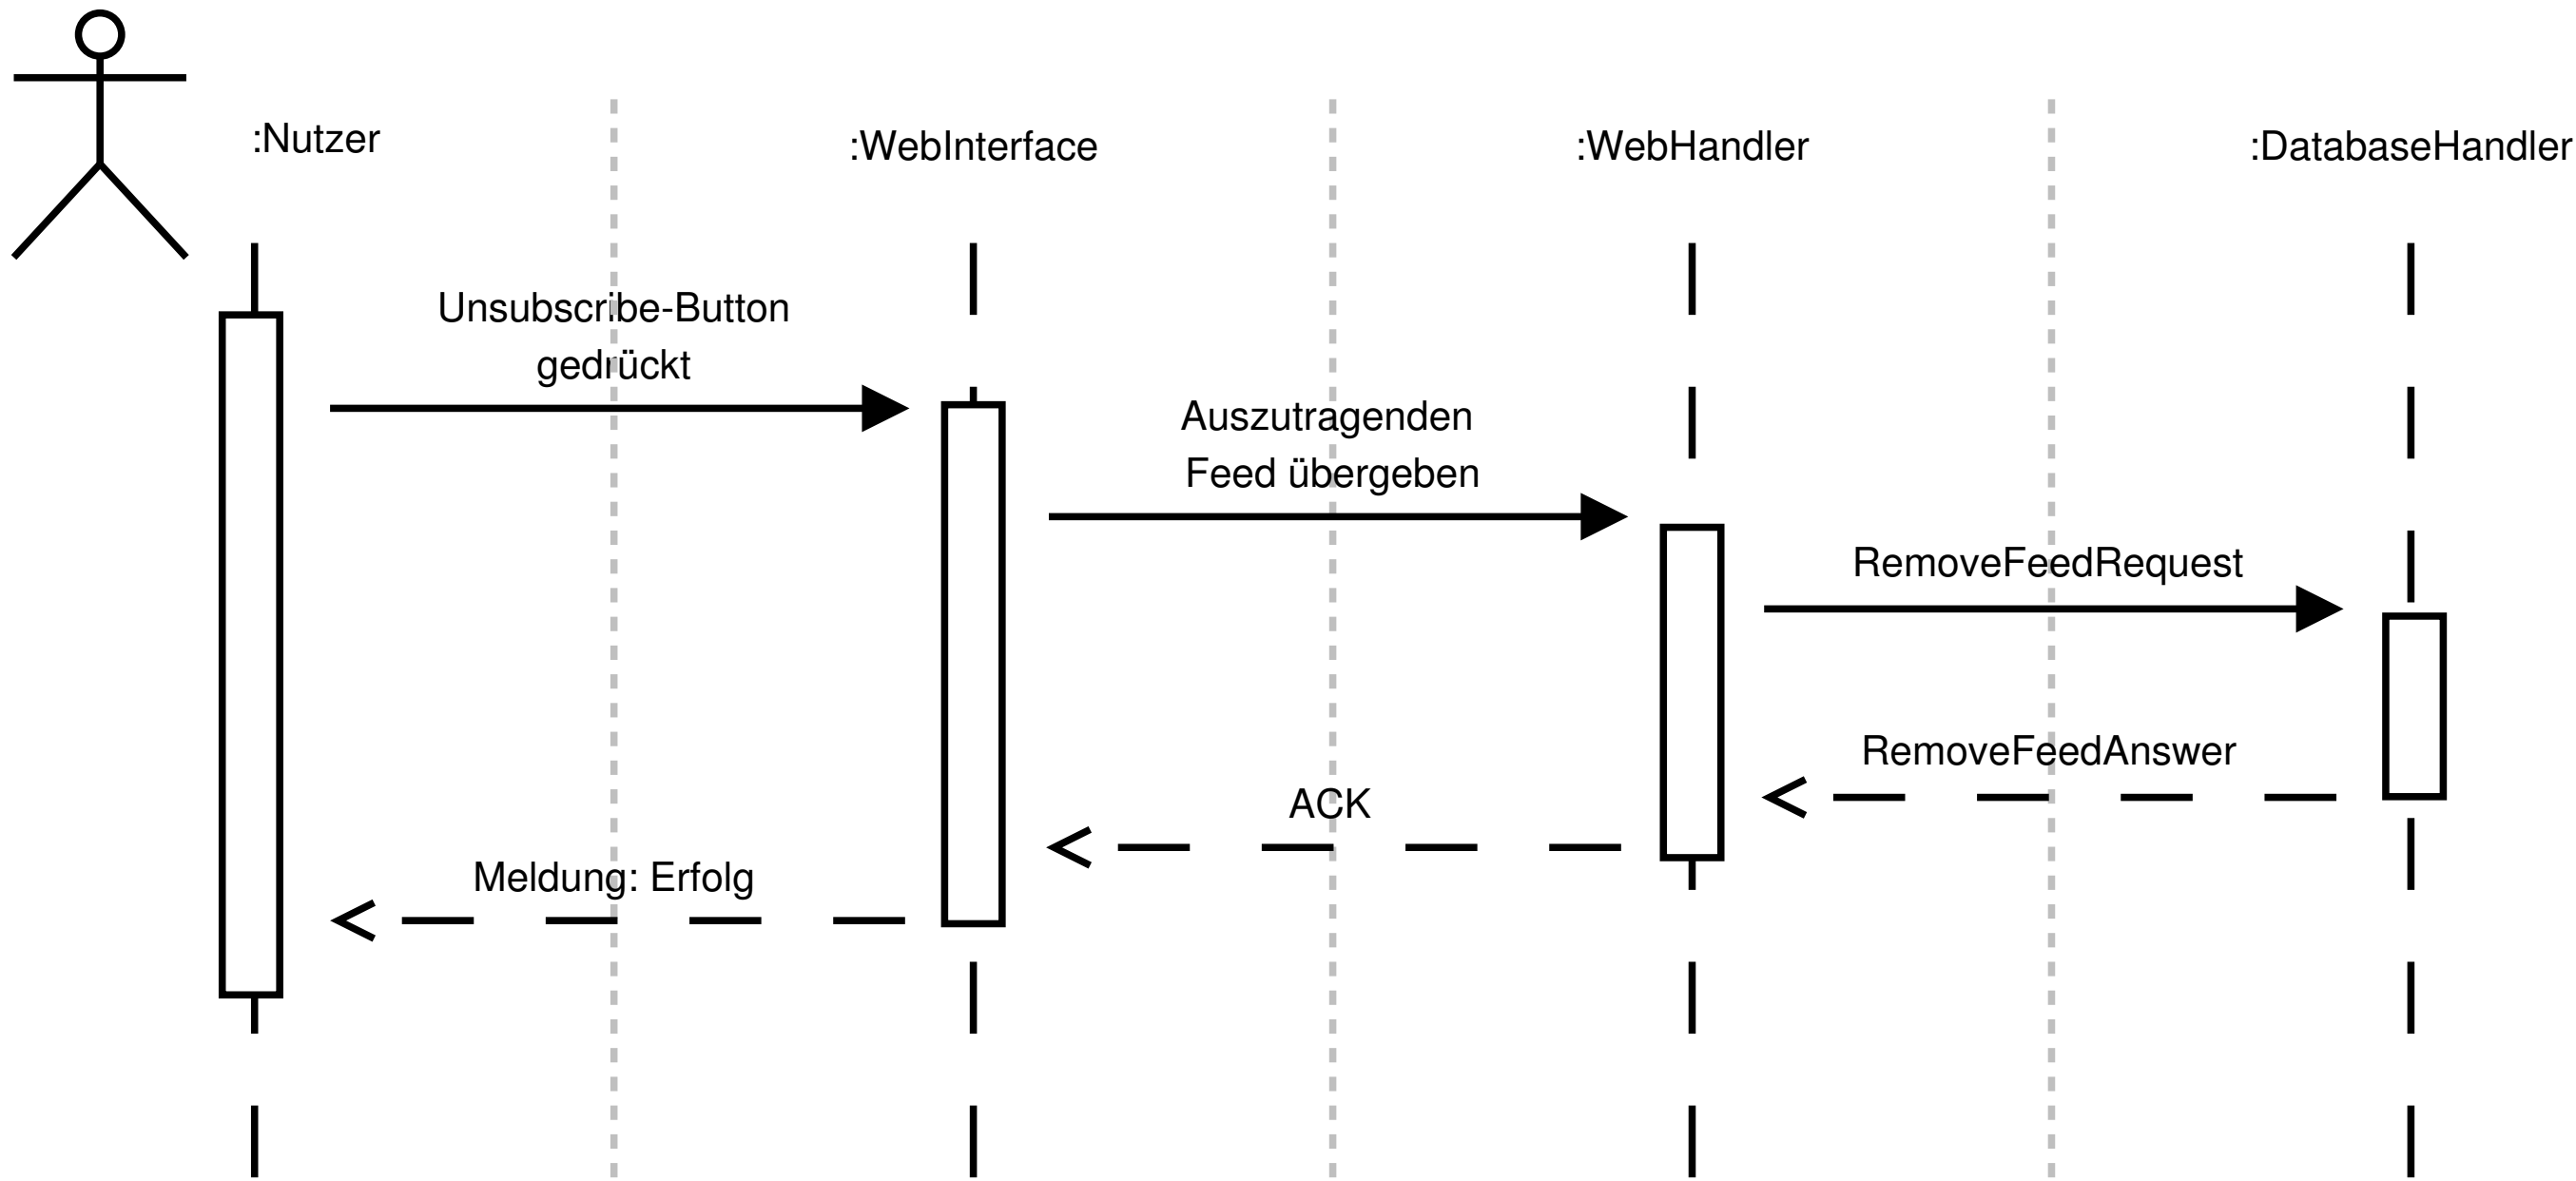 :Nutzer
:WebInterface
:WebHandler
:DatabaseHandler
Unsubscribe-Button
gedrückt
Auszutragenden
Feed übergeben
RemoveFeedRequest
RemoveFeedAnswer
ACK
Meldung: Erfolg